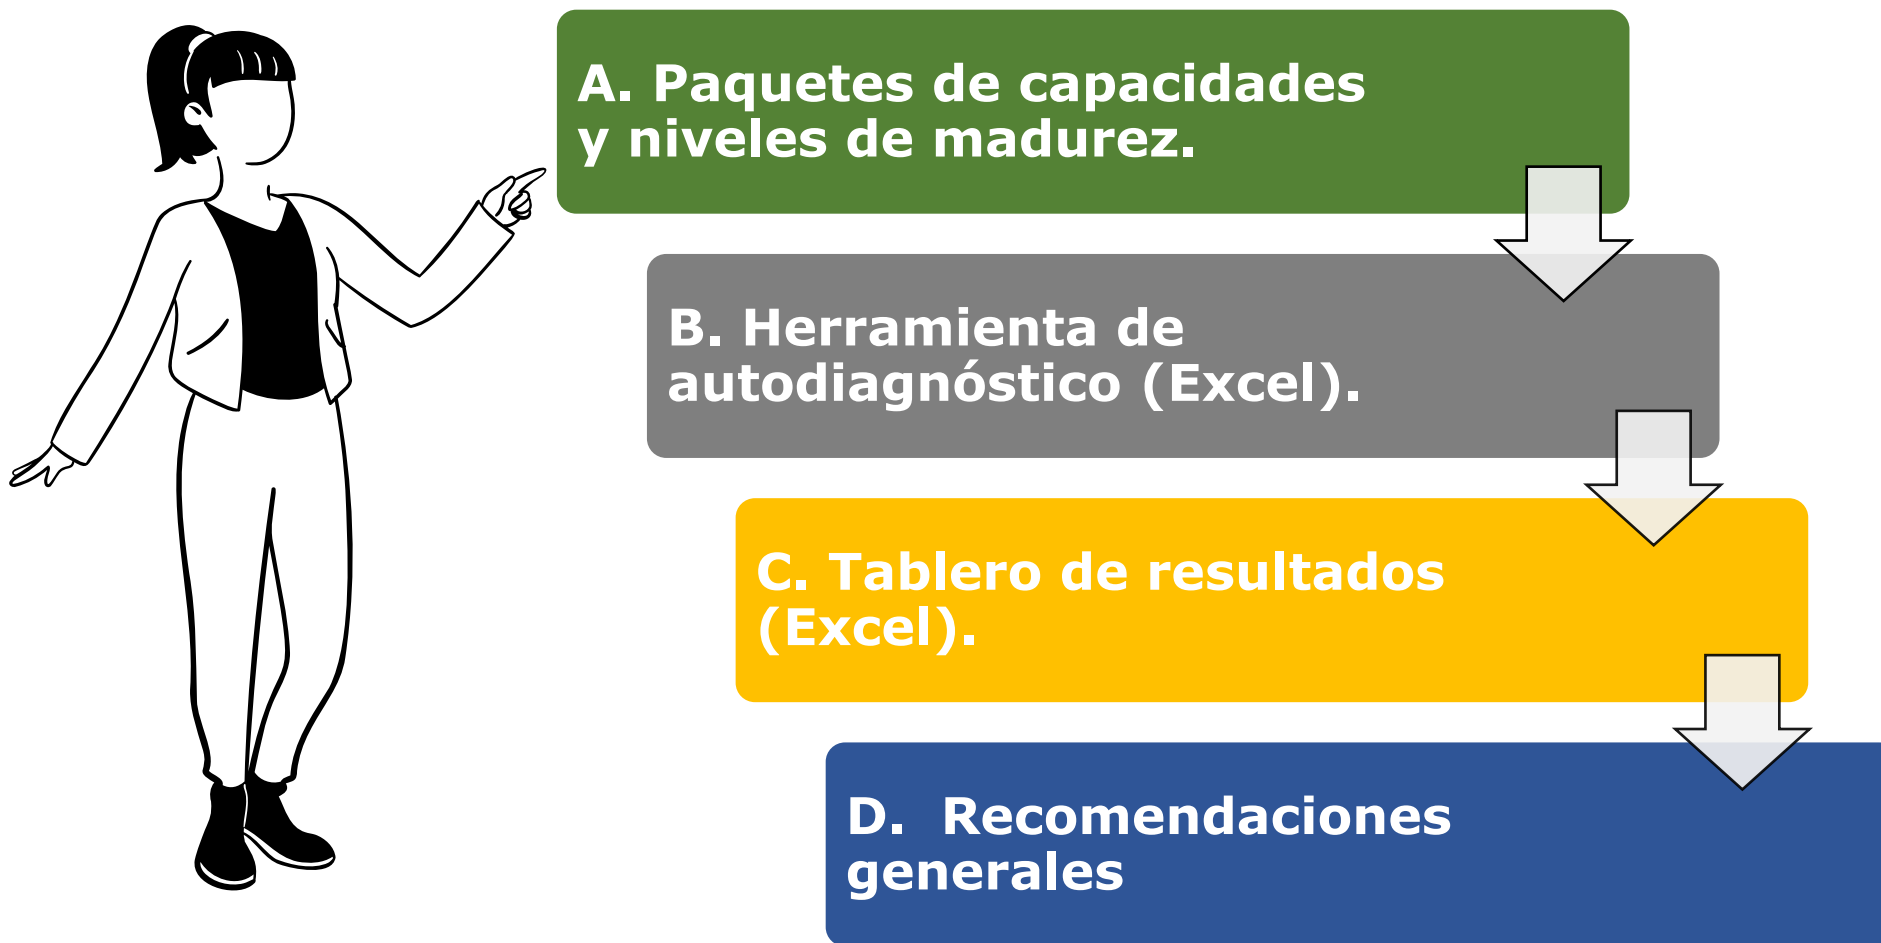 A. Paquetes de capacidades
y niveles de madurez.
B. Herramienta de
autodiagnóstico (Excel).
C. Tablero de resultados
(Excel).
D.  Recomendaciones
generales